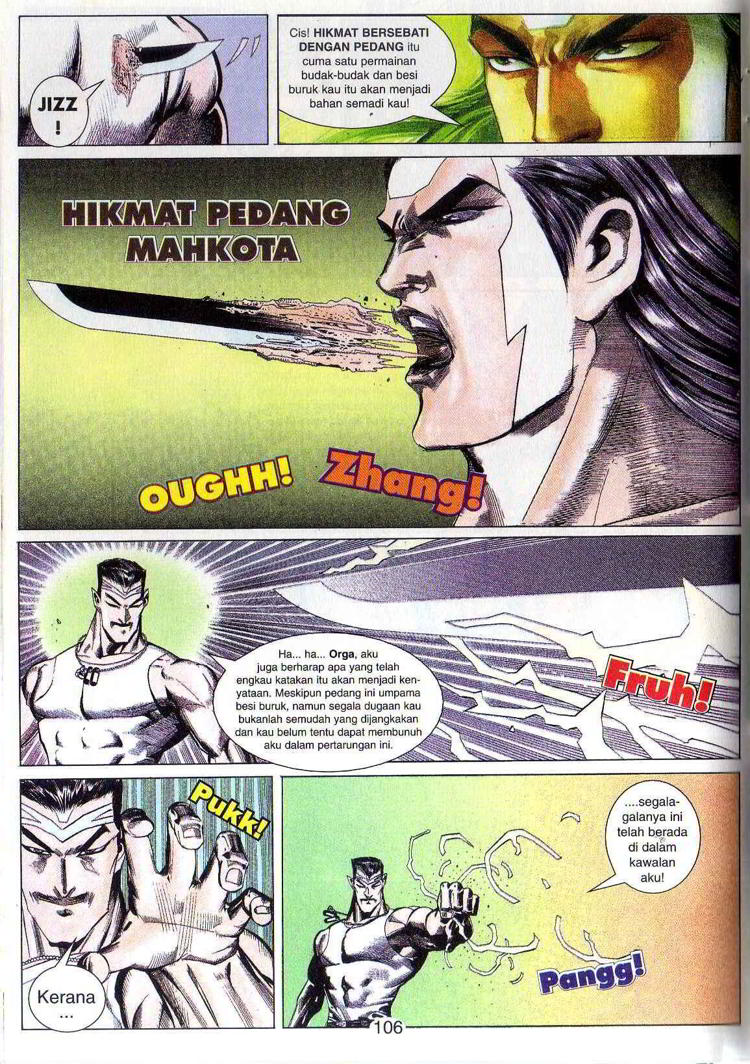 JIZZ
!
Cis! HIKMAT BERSEBATI
DENGAN PEDANG itu
cuma satu permainan
budak-budak dan besi
buruk kau itu akan menjadi
bahan semadi kau!
HIKMAT PEDANG
MAHKOTA
OUGHH!
Zhang!
Ha... ha... Orga, aku
juga berharap apa yang telah
engkau katakan itu akan menjadi ken-
yataan. Meskipun pedang ini umpama
besi buruk, namun segala dugaan kau
bukanlah semudah yang dijangkakan
dan kau belum tentu dapat membunuh
aku dalam pertarungan ini.
Fruh!
Pukk!
Kerana
...
....segala-
galanya ini
telah berada
di dalam
kawalan
aku!
Pangg!
106